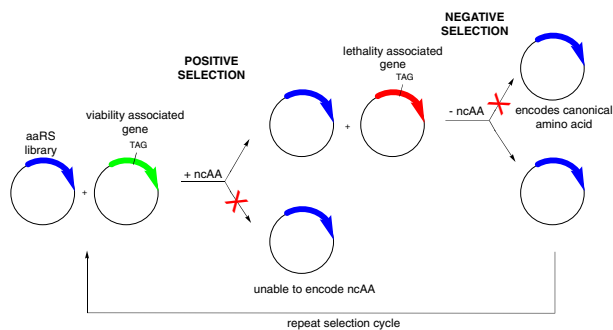 NEGATIVE
SELECTION
POSITIVE
SELECTION
lethality associated
gene
TAG
viability associated
gene
TAG
aaRS
library
+
+ ncAA
+
- ncAA
encodes canonical
amino acid
unable to encode ncAA
repeat selection cycle